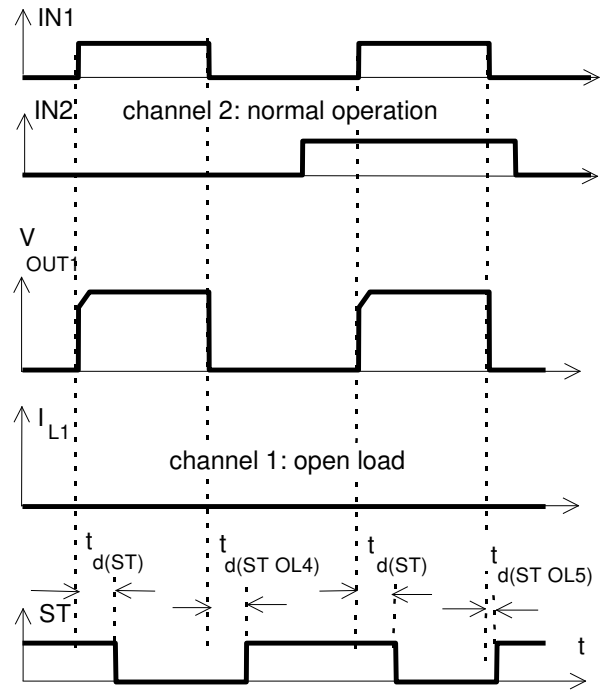 IN1
IN2
channel 2: normal operation
V
OUT1
I
L1
channel 1: open load
t
d(ST)
t
d(ST OL4)
t
d(ST)
t
d(ST OL5)
ST
t